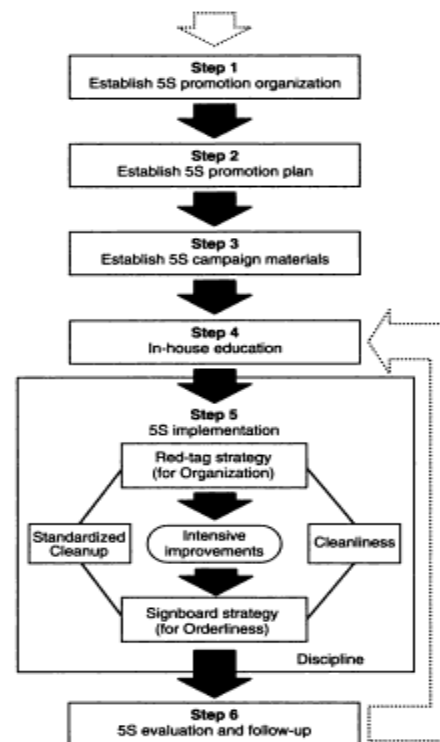 Step 1
Establish 5S promotion organization
Step 2
Establish 5S promotion plan
Step 3
Establish 5S campaign materials
Step 4
In-house education
Step 5
5S implementation
Red-tag strategy
(for Organization)
Standardized
Cleanup
Intensive
improvements
Cleanliness
Signboard strategy
(for Orderliness)
Discipline
Step 6
5S evaluation and follow-up